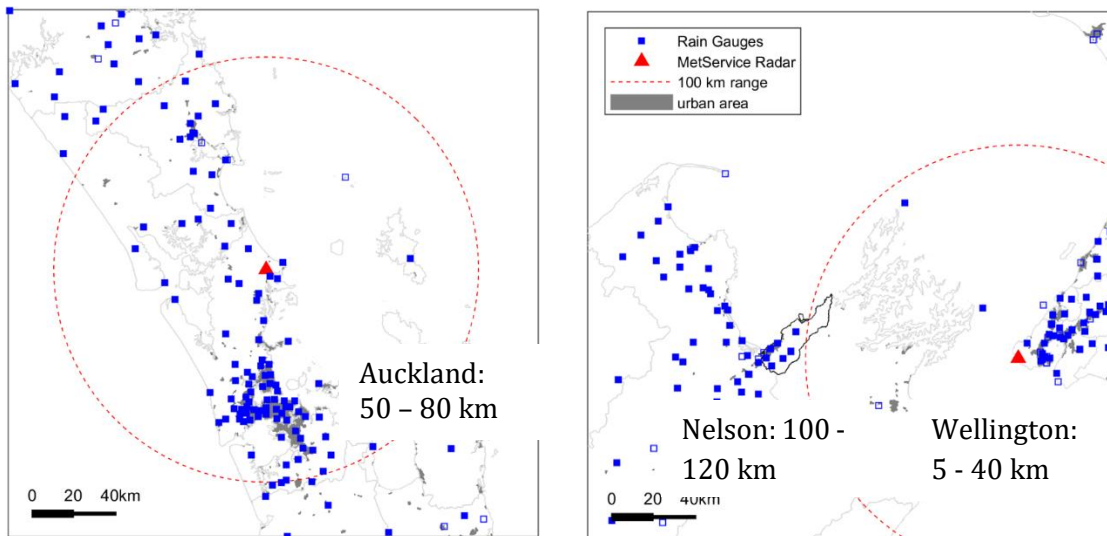 Rain Gauges
MetService Radar
100 km range
urban area
Auckland:
50 – 80 km
0 20 40km
Nelson: 100 -
120 km
Wellington:
5 - 40 km
0 20 40km